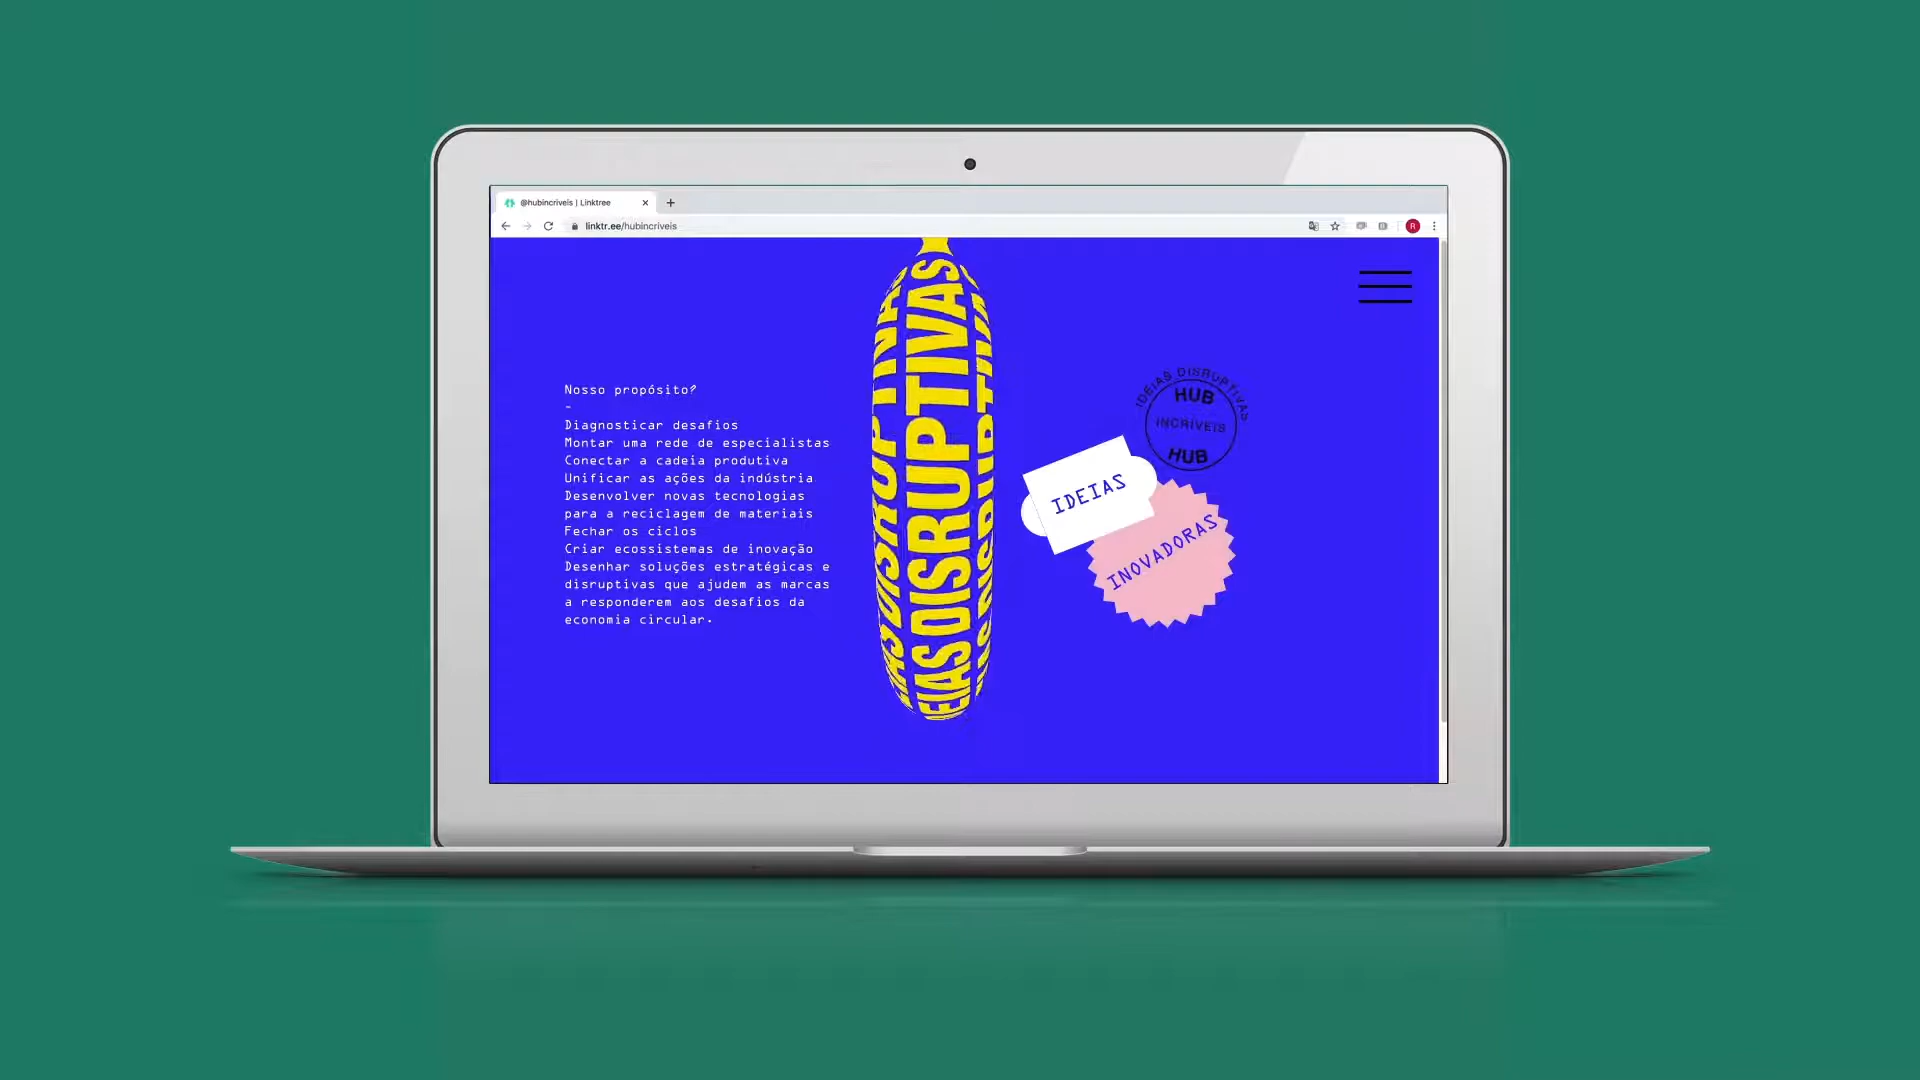 @hubincriveis | Linktree
linktr.ee/hubincriveis
R
Nosso propósito?
-
Diagnosticar desafios
Montar uma rede de especialistas
Conectar a cadeia produtiva
Unificar as ações da indústria
Desenvolver novas tecnologias
para a reciclagem de materiais
Fechar os ciclos
Criar ecossistemas de inovação
Desenhar soluções estratégicas e
disruptivas que ajudem as marcas
a responderem aos desafios da
economia circular.
EIAS DISRUPTIVAS
IDEIAS DISRUPTIVAS
HUB
INCRÍVEIS
HUB
IDEIAS
INOVADORAS